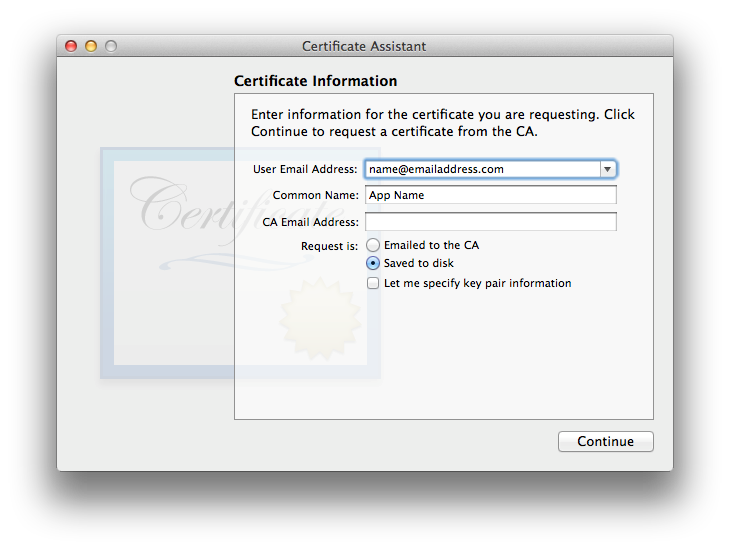 Certificate Assistant
Certificate Information
Enter information for the certificate you are requesting. Click
Continue to request a certificate from the CA.
User Email Address: name@emailaddress.com
Common Name: App Name
CA Email Address:
Request is: Emailed to the CA
Saved to disk
Let me specify key pair information
Certificate
Continue